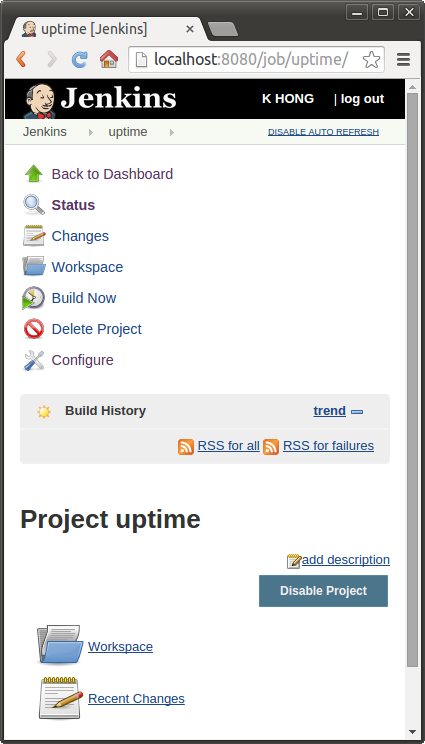 uptime [Jenkins]
localhost:8080/job/uptime/
Jenkins K HONG | log out
Jenkins uptime DISABLE AUTO REFRESH
Back to Dashboard
Status
Changes
Workspace
Build Now
Delete Project
Configure
Build History trend
RSS for all RSS for failures
Project uptime
add description
Disable Project
Workspace
Recent Changes